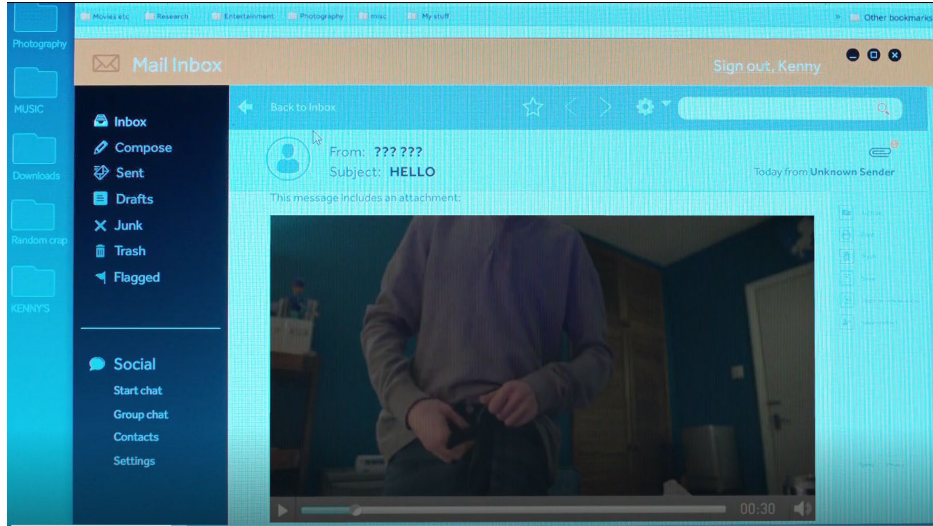 Movies etc Research Entertainment Photography misc My stuff
» Other bookmarks
Photography
Mail Inbox
Sign out, Kenny
MUSIC
Back to Inbox
Inbox
Compose
From: ??? ???
Sent
Subject: HELLO
Today from Unknown Sender
Downloads
Drafts
This message includes an attachment:
Junk
Random crap
Trash
Flagged
KENNY'S
Social
Start chat
Group chat
Contacts
Settings
00:30